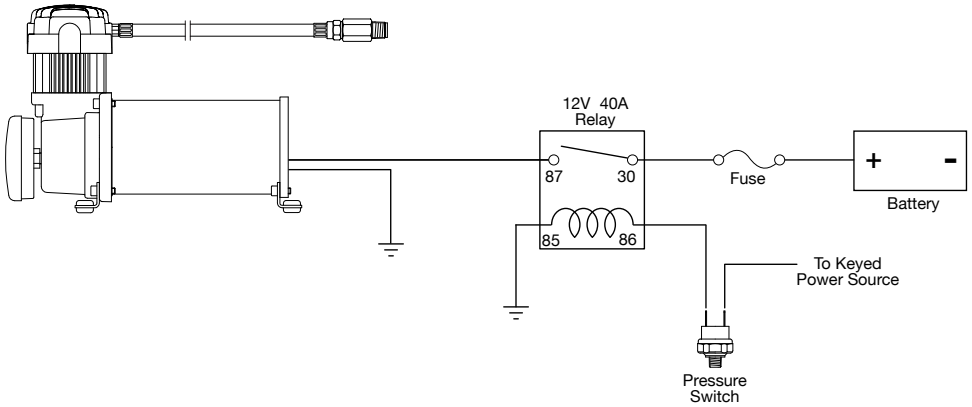 12V 40A
Relay
87 30
Fuse
+ -
Battery
85 86
To Keyed
Power Source
Pressure
Switch